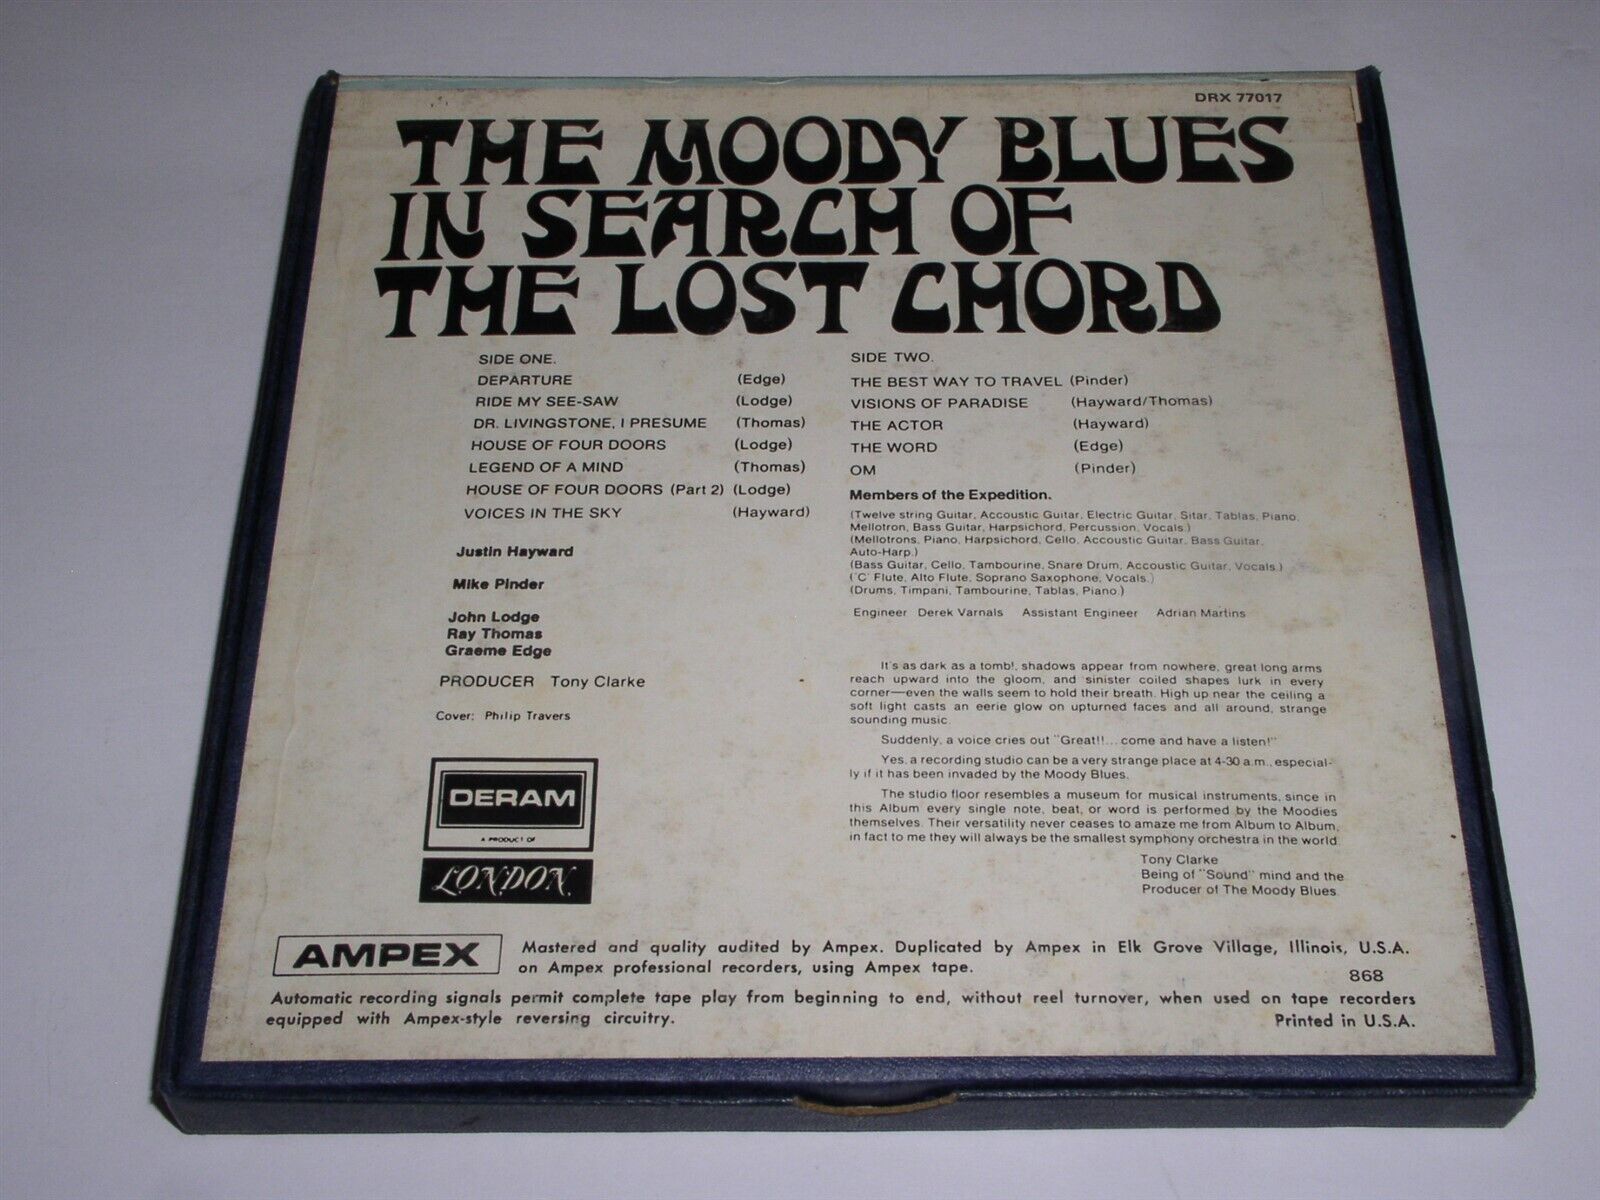 DRX 77017
THE MOODY BLUES
IN SEARCH OF
THE LOST CHORD
SIDE ONE.
DEPARTURE (Edge)
RIDE MY SEE-SAW (Lodge)
DR. LIVINGSTONE, I PRESUME (Thomas)
HOUSE OF FOUR DOORS (Lodge)
LEGEND OF A MIND (Thomas)
HOUSE OF FOUR DOORS (Part 2) (Lodge)
VOICES IN THE SKY (Hayward)
SIDE TWO.
THE BEST WAY TO TRAVEL (Pinder)
VISIONS OF PARADISE (Hayward/Thomas)
THE ACTOR (Hayward)
THE WORD (Edge)
OM (Pinder)
Members of the Expedition.
Justin Hayward
(Twelve string Guitar, Accoustic Guitar, Electric Guitar, Sitar, Tablas, Piano,
Mellotron, Bass Guitar, Harpsichord, Percussion, Vocals.)
Mike Pinder
(Mellotrons, Piano, Harpsichord, Cello, Accoustic Guitar, Bass Guitar,
Auto-Harp.)
John Lodge
(Bass Guitar, Cello, Tambourine, Snare Drum, Accoustic Guitar, Vocals.)
Ray Thomas
('C' Flute, Alto Flute, Soprano Saxophone, Vocals.)
Graeme Edge
(Drums, Timpani, Tambourine, Tablas, Piano.)
PRODUCER Tony Clarke
Engineer Derek Varnals Assistant Engineer Adrian Martins
Cover: Philip Travers
It's as dark as a tomb!, shadows appear from nowhere, great long arms
reach upward into the gloom, and sinister coiled shapes lurk in every
corner—even the walls seem to hold their breath. High up near the ceiling a
soft light casts an eerie glow on upturned faces and all around, strange
sounding music.
Suddenly, a voice cries out "Great!!... come and have a listen!"
Yes, a recording studio can be a very strange place at 4-30 a.m., especial-
ly if it has been invaded by the Moody Blues.
The studio floor resembles a museum for musical instruments, since in
this Album every single note, beat, or word is performed by the Moodies
themselves. Their versatility never ceases to amaze me from Album to Album,
in fact to me they will always be the smallest symphony orchestra in the world
Tony Clarke
Being of "Sound" mind and the
Producer of The Moody Blues.
DERAM
A PRODUCT OF
LONDON
AMPEX
Mastered and quality audited by Ampex. Duplicated by Ampex in Elk Grove Village, Illinois, U.S.A.
on Ampex professional recorders, using Ampex tape.
868
Automatic recording signals permit complete tape play from beginning to end, without reel turnover, when used on tape recorders
equipped with Ampex-style reversing circuitry.
Printed in U.S.A.